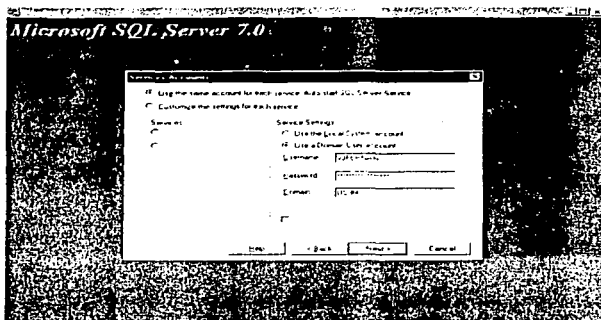 Microsoft SQL Server 7.0
Services Accounts
Use the same account for each service. Auto start SQL Server Service.
Customize the settings for each service.
Services
Service Settings
Use the Local System account
Use a Domain User account
Username
Password
Domain
Help
< Back
Next >
Cancel